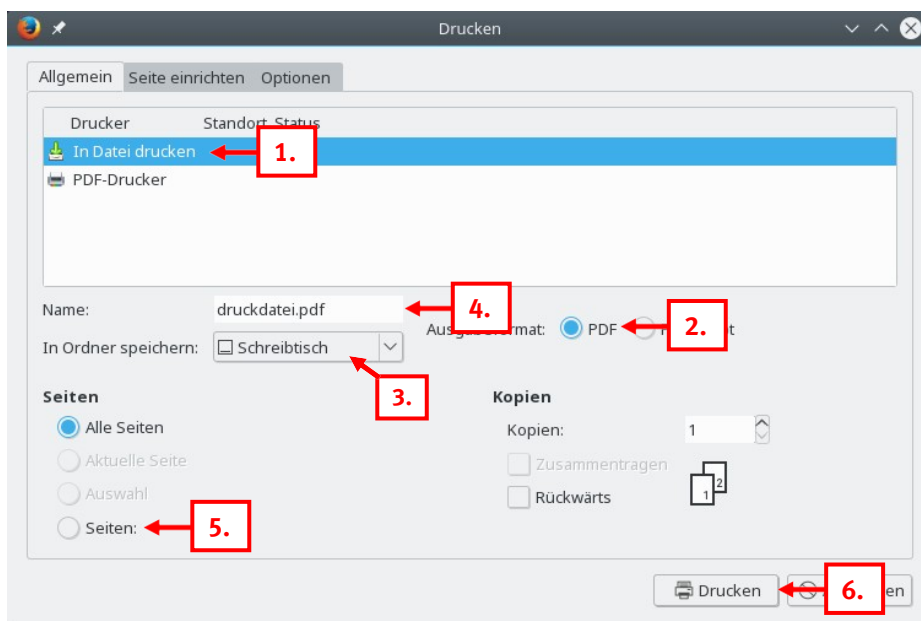 Drucken
Allgemein Seite einrichten Optionen
Drucker Standort Status
In Datei drucken 1.
PDF-Drucker
Name: druckdatei.pdf 4.
Ausgabeformat: PDF 2.
In Ordner speichern: Schreibtisch
3.
Seiten Kopien
Alle Seiten Kopien: 1
Aktuelle Seite Zusammentragen
Auswahl Rückwärts 1 2
Seiten: 5.
Drucken 6.